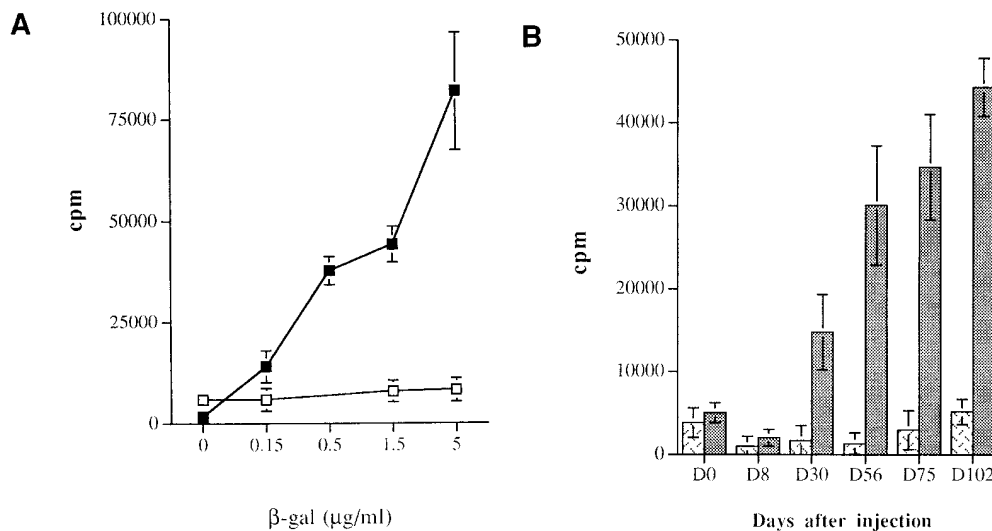 A
100000
75000
50000
25000
0
cpm
0
0.15
0.5
1.5
5
β-gal (µg/ml)
B
50000
40000
30000
20000
10000
0
cpm
D0
D8
D30
D56
D75
D102
Days after injection